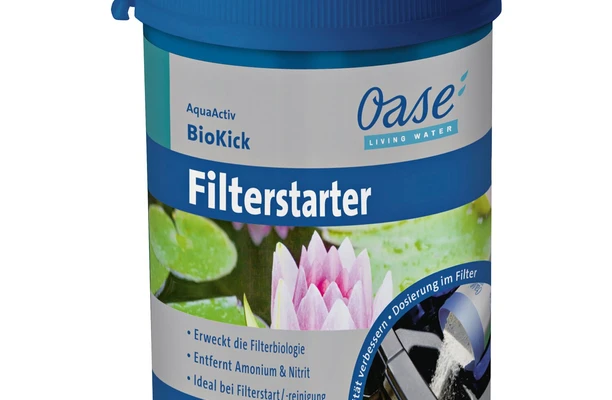 Oase
LIVING WATER
AquaActiv
BioKick
Filterstarter
verbessern • Dosierung im Filter
• Erweckt die Filterbiologie
• Entfernt Amonium & Nitrit
• Ideal bei Filterstart/-reinigung